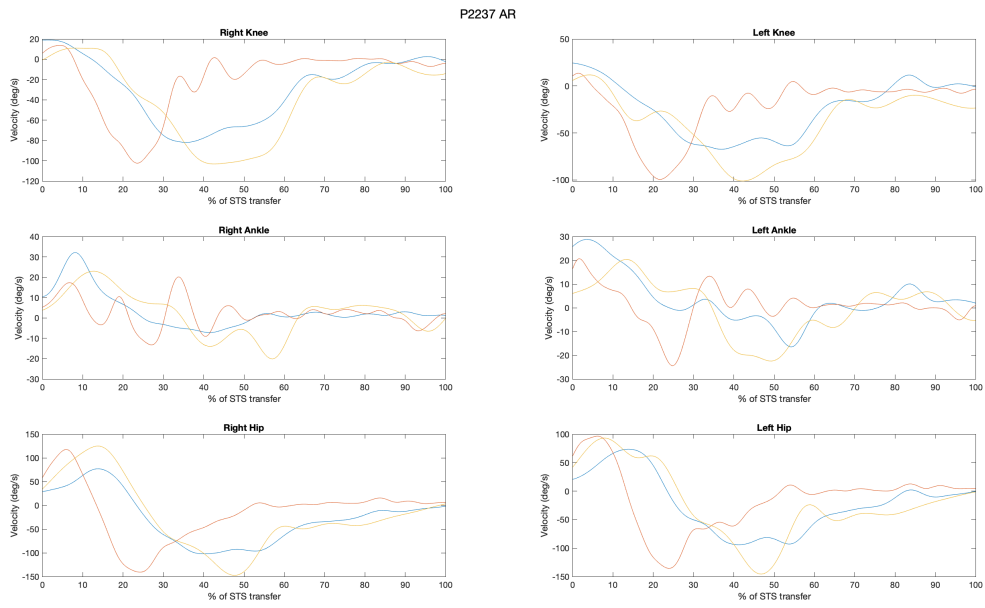 P2237 AR
Right Knee
Left Knee
Velocity (deg/s)
20
0
-20
-40
-60
-80
-100
-120
0 10 20 30 40 50 60 70 80 90 100
% of STS transfer
Velocity (deg/s)
50
0
-50
-100
0 10 20 30 40 50 60 70 80 90 100
% of STS transfer
Right Ankle
Left Ankle
Velocity (deg/s)
40
30
20
10
0
-10
-20
-30
0 10 20 30 40 50 60 70 80 90 100
% of STS transfer
Velocity (deg/s)
30
20
10
0
-10
-20
-30
0 10 20 30 40 50 60 70 80 90 100
% of STS transfer
Right Hip
Left Hip
Velocity (deg/s)
150
100
50
0
-50
-100
-150
0 10 20 30 40 50 60 70 80 90 100
% of STS transfer
Velocity (deg/s)
100
50
0
-50
-100
-150
0 10 20 30 40 50 60 70 80 90 100
% of STS transfer